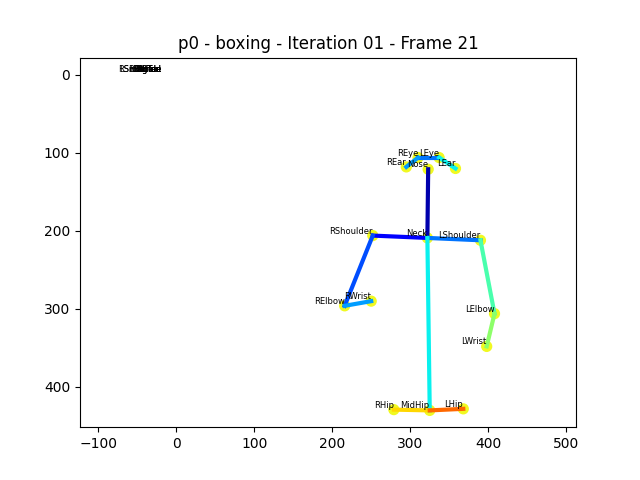 p0 - boxing - Iteration 01 - Frame 21
0
100
200
300
400
REye LEye
REar Nose LEar
RShoulder Neck LShoulder
RElbow RWrist LElbow
LWrist
RHip MidHip LHip
−100 0 100 200 300 400 500